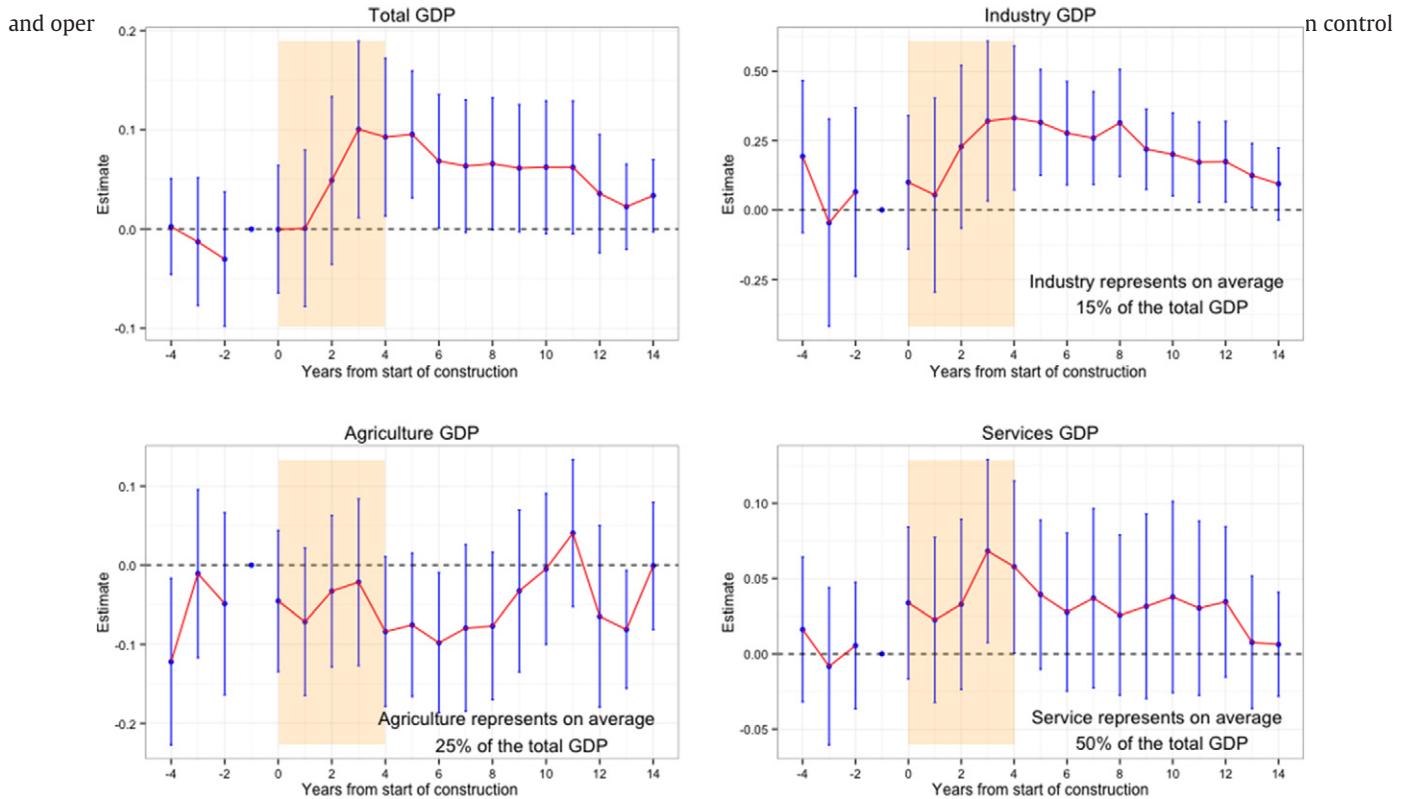 and oper
n control
Total GDP
0.2
0.1
0.0
-0.1
Estimate
-4 -2 0 2 4 6 8 10 12 14
Years from start of construction
Industry GDP
0.50
0.25
0.00
-0.25
Estimate
Industry represents on average
15% of the total GDP
-4 -2 0 2 4 6 8 10 12 14
Years from start of construction
Agriculture GDP
0.1
0.0
-0.1
-0.2
Estimate
Agriculture represents on average
25% of the total GDP
-4 -2 0 2 4 6 8 10 12 14
Years from start of construction
Services GDP
0.10
0.05
0.00
-0.05
Estimate
Service represents on average
50% of the total GDP
-4 -2 0 2 4 6 8 10 12 14
Years from start of construction